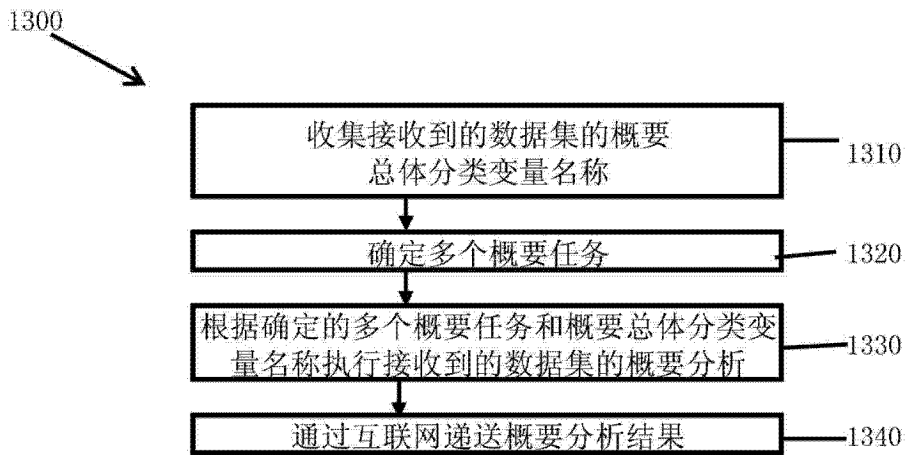 1300
收集接收到的数据集的概要
总体分类变量名称
1310
确定多个概要任务
1320
根据确定的多个概要任务和概要总体分类变
量名称执行接收到的数据集的概要分析
1330
通过互联网递送概要分析结果
1340